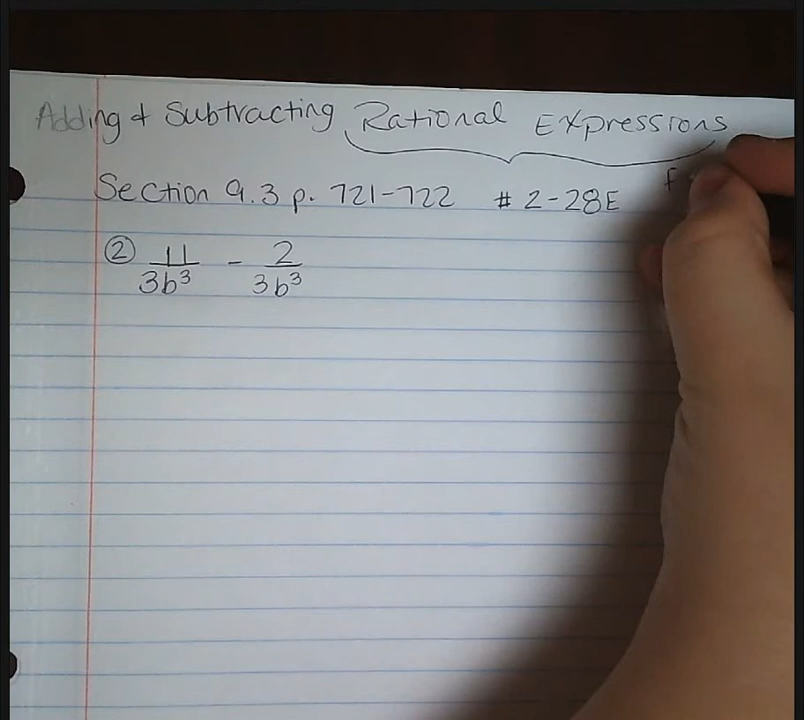 Adding & Subtracting Rational Expressions
Section 9.3 p. 721-722 # 2-28E
② 11/3b³ - 2/3b³